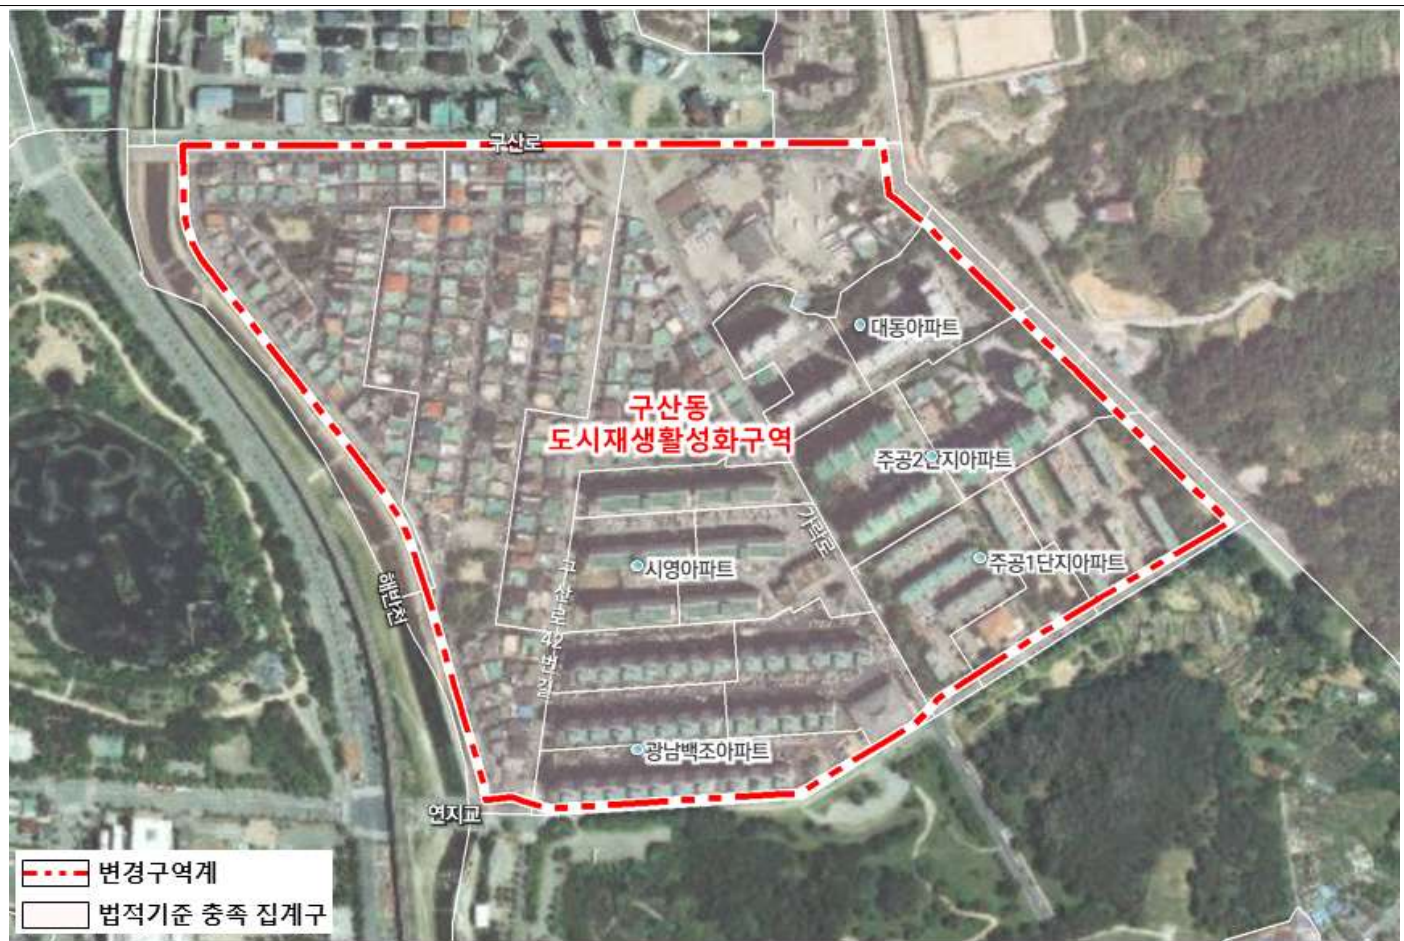 구산로
대동아파트
구산동
도시재생활성화구역
주공2단지아파트
가락로
주공1단지아파트
시영아파트
구산로 42번길
해반천
광남백조아파트
연지교
변경구역계
법적기준 충족 집계구